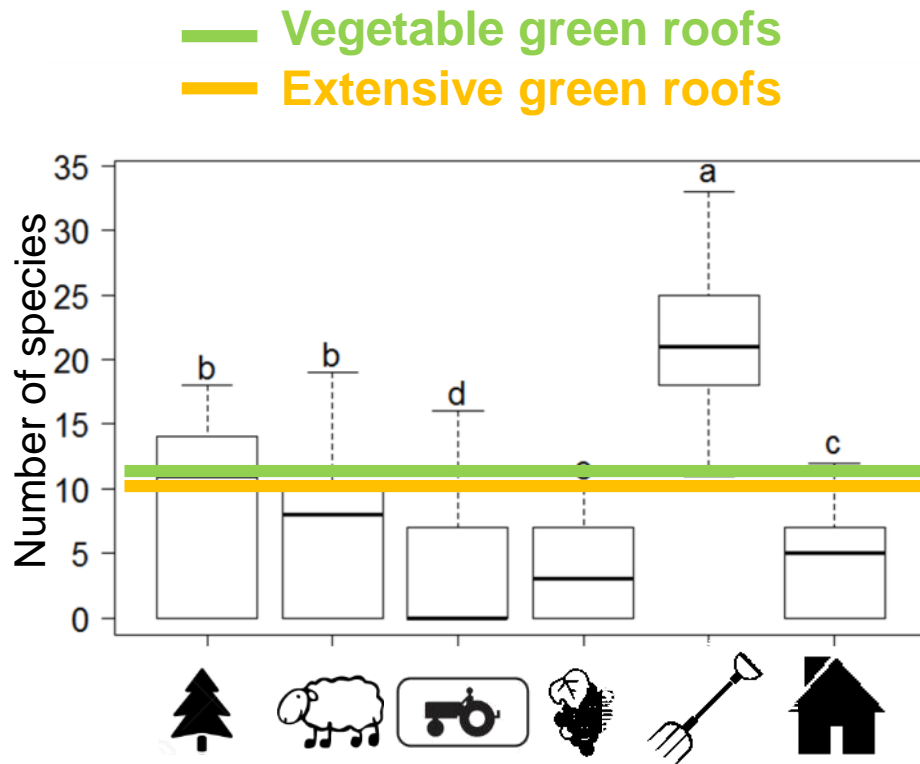 Vegetable green roofs
Extensive green roofs
Number of species
35
30
25
20
15
10
5
0
b
b
d
a
c